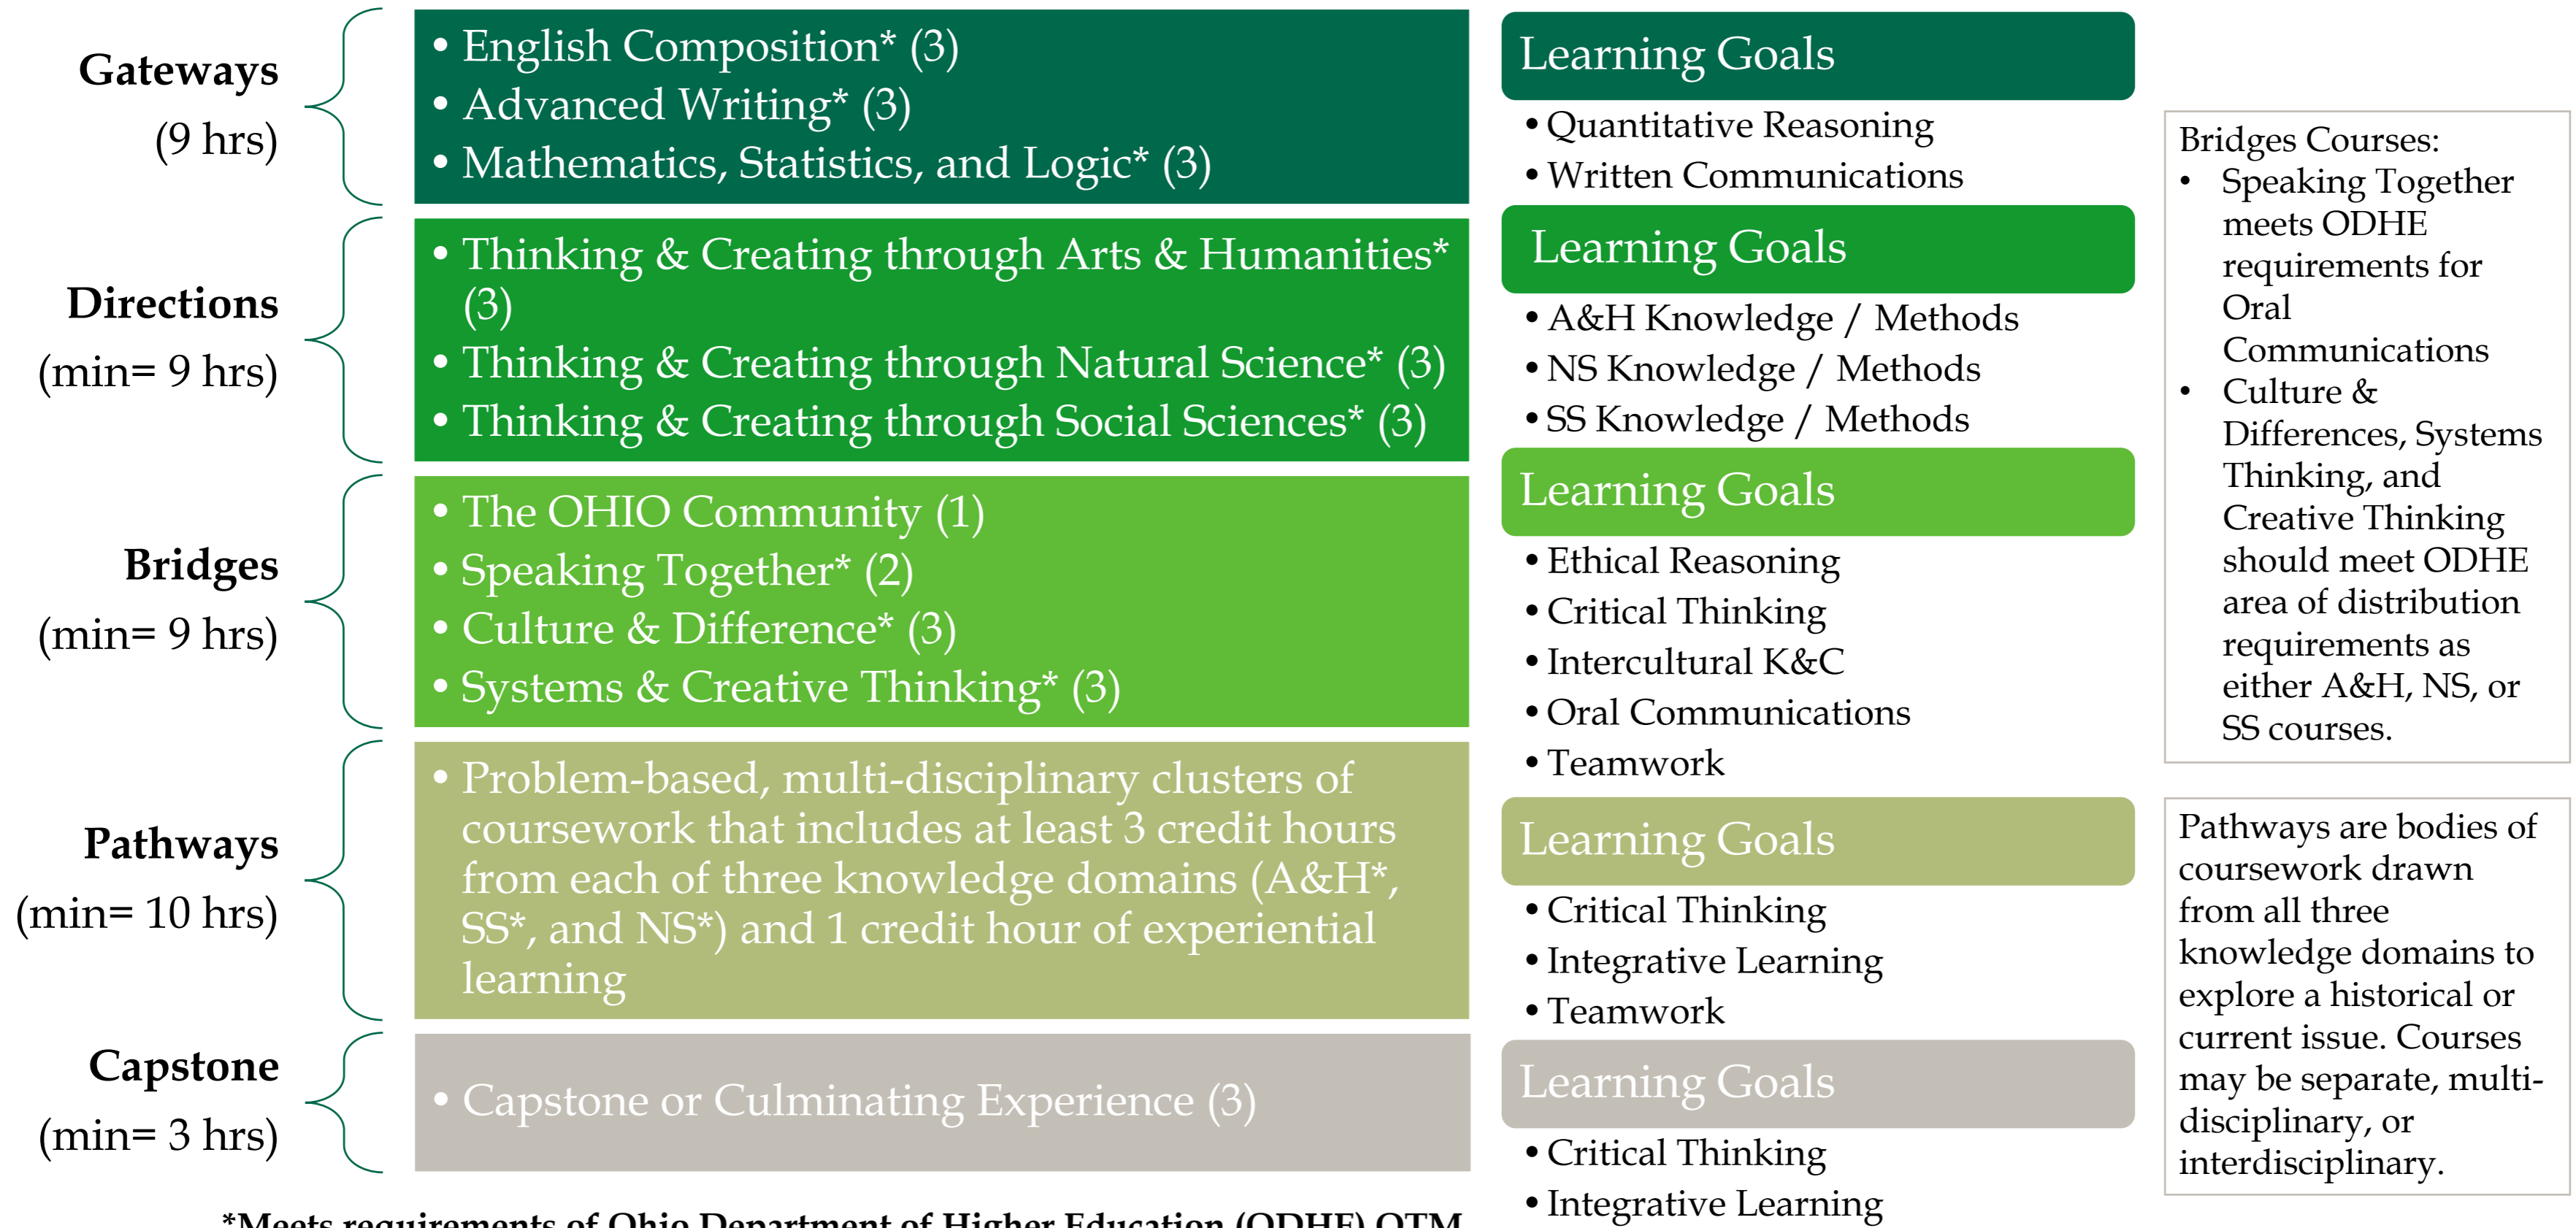 Gateways
(9 hrs)
• English Composition* (3)
• Advanced Writing* (3)
• Mathematics, Statistics, and Logic* (3)
Learning Goals
• Quantitative Reasoning
• Written Communications
Directions
(min= 9 hrs)
• Thinking & Creating through Arts & Humanities*
(3)
• Thinking & Creating through Natural Science* (3)
• Thinking & Creating through Social Sciences* (3)
Learning Goals
• A&H Knowledge / Methods
• NS Knowledge / Methods
• SS Knowledge / Methods
Bridges
(min= 9 hrs)
• The OHIO Community (1)
• Speaking Together* (2)
• Culture & Difference* (3)
• Systems & Creative Thinking* (3)
Learning Goals
• Ethical Reasoning
• Critical Thinking
• Intercultural K&C
• Oral Communications
• Teamwork
Pathways
(min= 10 hrs)
• Problem-based, multi-disciplinary clusters of
coursework that includes at least 3 credit hours
from each of three knowledge domains (A&H*,
SS*, and NS*) and 1 credit hour of experiential
learning
Learning Goals
• Critical Thinking
• Integrative Learning
• Teamwork
Capstone
(min= 3 hrs)
• Capstone or Culminating Experience (3)
Learning Goals
• Critical Thinking
• Integrative Learning
Bridges Courses:
• Speaking Together
meets ODHE
requirements for
Oral
Communications
• Culture &
Differences, Systems
Thinking, and
Creative Thinking
should meet ODHE
area of distribution
requirements as
either A&H, NS, or
SS courses.
Pathways are bodies of
coursework drawn
from all three
knowledge domains to
explore a historical or
current issue. Courses
may be separate, multi-
disciplinary, or
interdisciplinary.
*Meets requirements of Ohio Department of Higher Education (ODHE) OTM